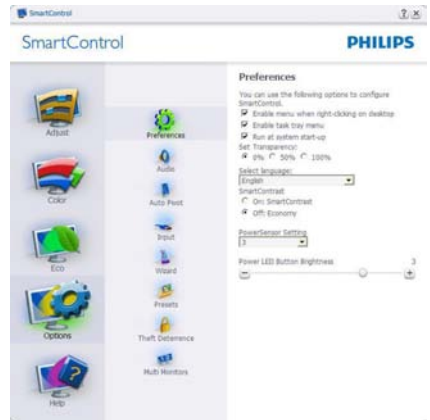 SmartControl
SmartControl
PHILIPS
Adjust
Color
Eco
Options
Help
Preferences
Audio
Auto Pivot
Input
Wizard
Presets
Theft Deterrence
Multi Monitors
Preferences
You can use the following options to configure
SmartControl.
Enable menu when right-clicking on desktop
Enable task tray menu
Run at system start-up
Set Transparency:
0% 50% 100%
Select language:
English
SmartContrast
On: SmartContrast
Off: Economy
PowerSensor Setting
3
Power LED Button Brightness 3